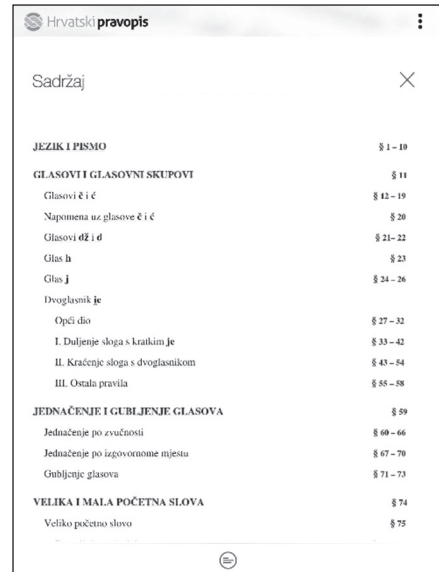 Hrvatski pravopis
Sadržaj
JEZIK I PISMO § 1 – 10
GLASOVI I GLASOVNI SKUPOVI § 11
Glasovi č i ć § 12 – 19
Napomena uz glasove č i ć § 20
Glasovi dž i đ § 21– 22
Glas h § 23
Glas j § 24 – 26
Dvoglasnik je
Opći dio § 27 – 32
I. Duljenje sloga s kratkim je § 33 – 42
II. Kraćenje sloga s dvoglasnikom § 43 – 54
III. Ostala pravila § 55 – 58
JEDNAČENJE I GUBLJENJE GLASOVA § 59
Jednačenje po zvučnosti § 60 – 66
Jednačenje po izgovornome mjestu § 67 – 70
Gubljenje glasova § 71 – 73
VELIKA I MALA POČETNA SLOVA § 74
Veliko početno slovo § 75